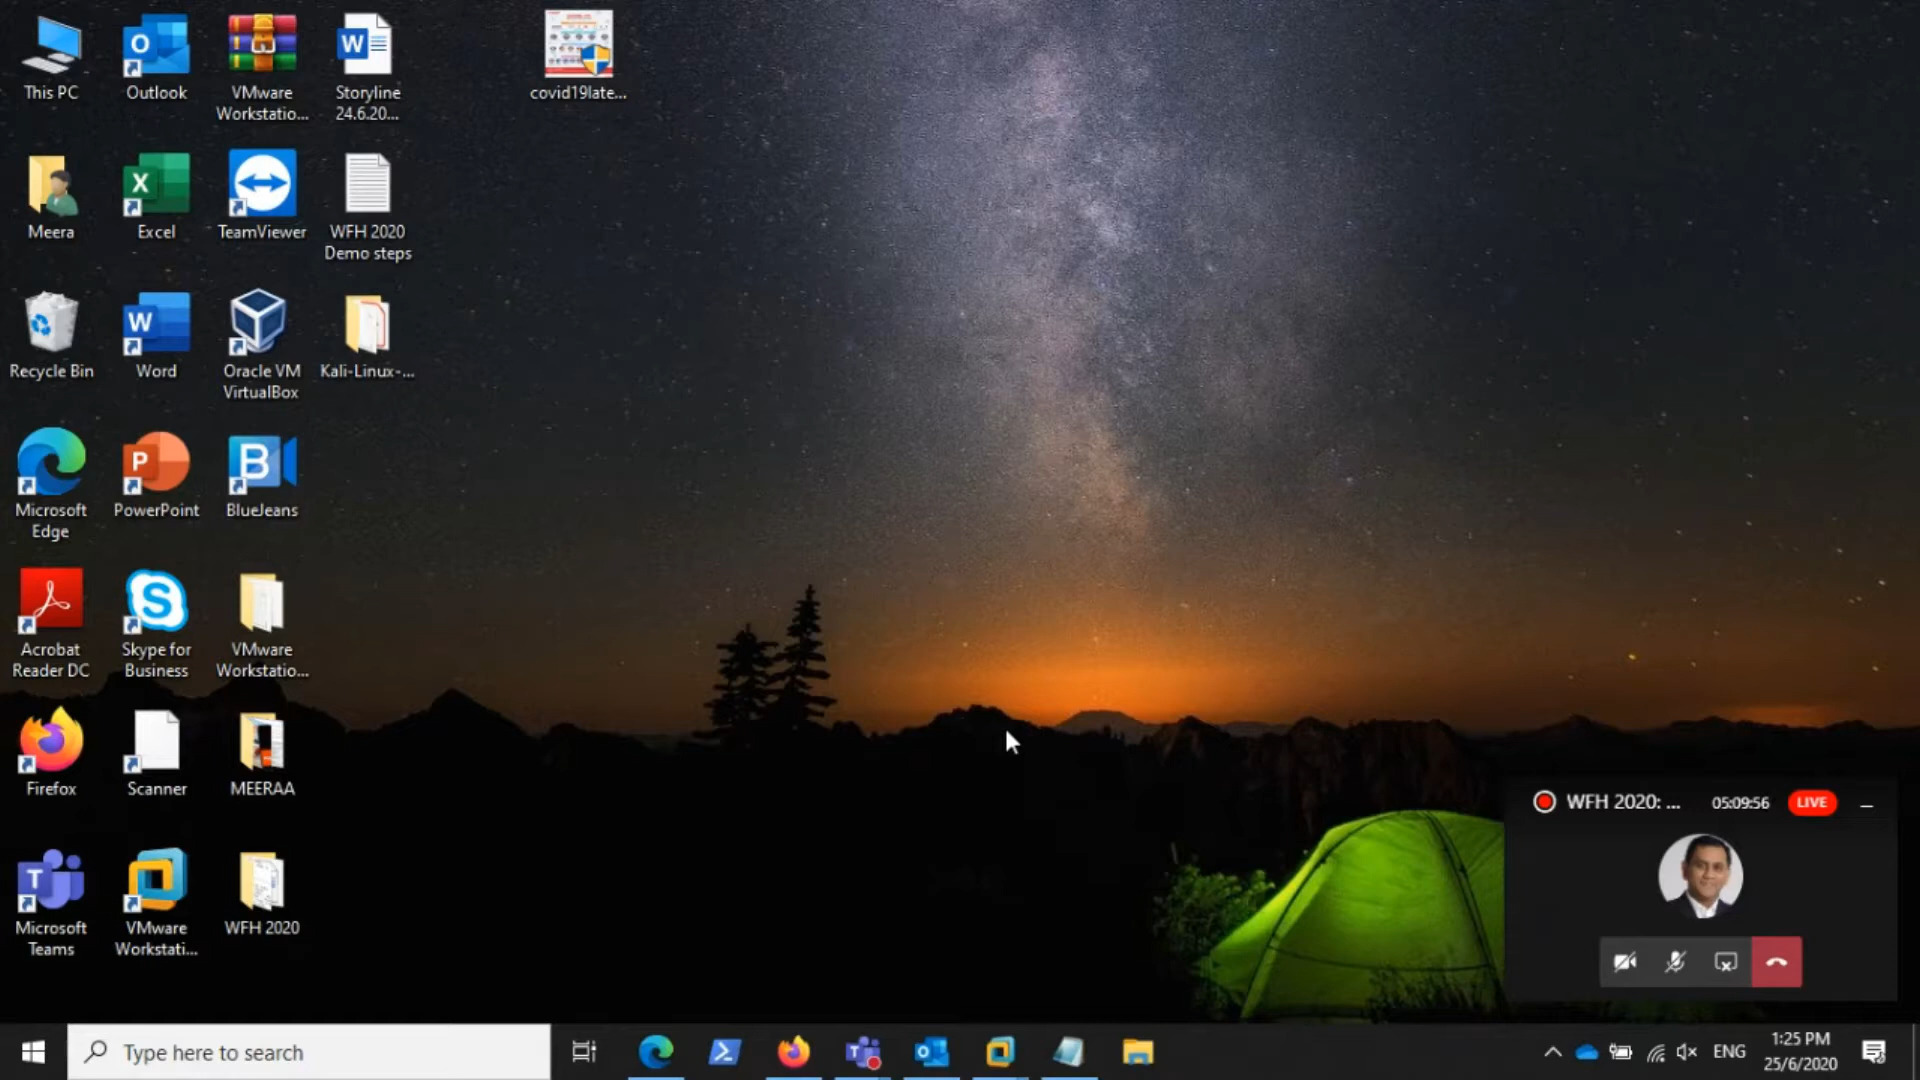 This PC
Outlook
VMware
Workstatio...
Storyline
24.6.20...
covid19late...
Meera
Excel
TeamViewer
WFH 2020
Demo steps
Recycle Bin
Word
Oracle VM
VirtualBox
Kali-Linux-...
Microsoft
Edge
PowerPoint
BlueJeans
Acrobat
Reader DC
Skype for
Business
VMware
Workstatio...
Firefox
Scanner
MEERAA
Microsoft
Teams
VMware
Workstati...
WFH 2020
WFH 2020: ...
05:09:56
LIVE
Type here to search
ENG
1:25 PM
25/6/2020